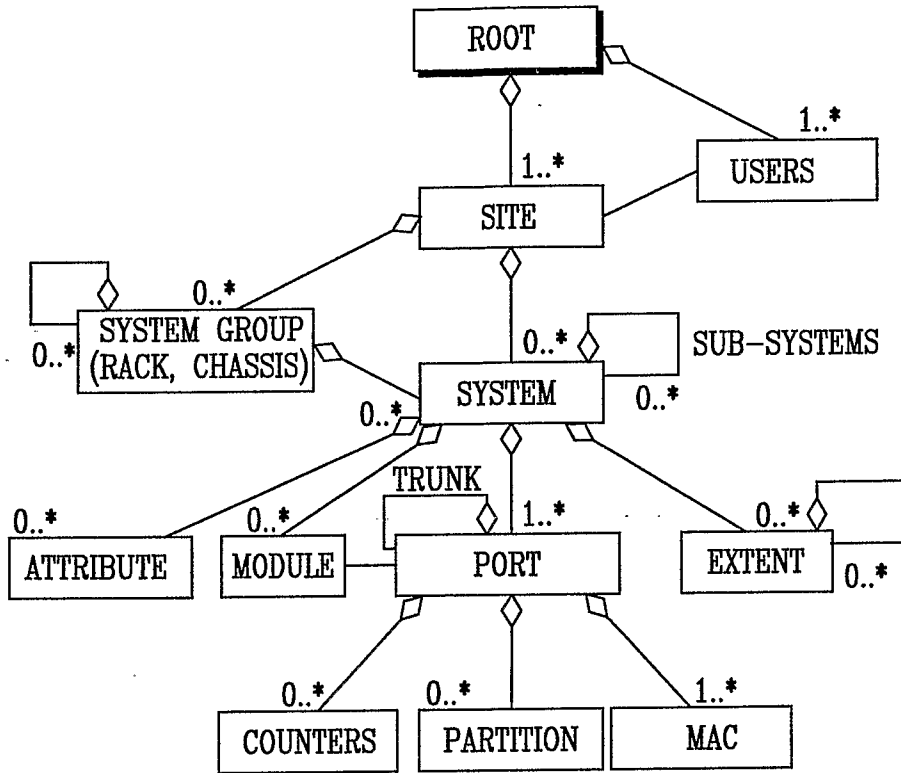 ROOT
1..*
USERS
1..*
SITE
0..*
SYSTEM GROUP
(RACK, CHASSIS)
0..*
0..*
SUB-SYSTEMS
SYSTEM
0..*
0..*
TRUNK
0..*
0..*
1..*
0..*
ATTRIBUTE
MODULE
PORT
EXTENT
0..*
0..*
0..*
1..*
COUNTERS
PARTITION
MAC